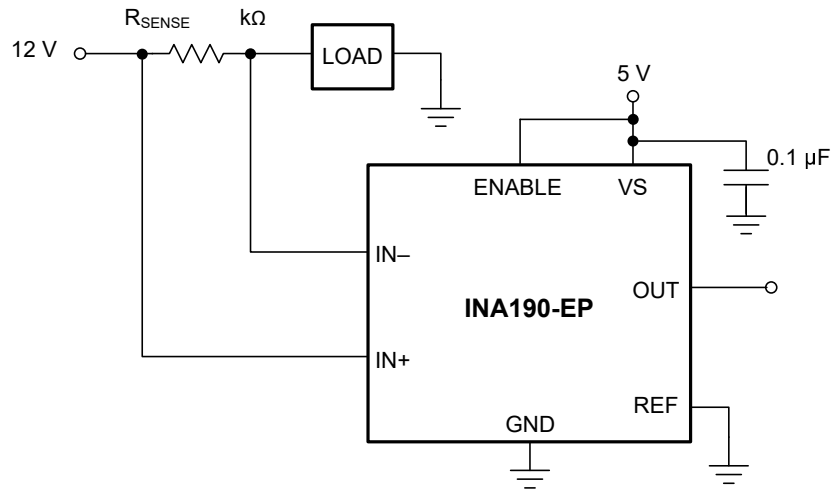 R_SENSE kΩ
12 V
LOAD
5 V
0.1 µF
ENABLE VS
IN–
OUT
INA190-EP
IN+
REF
GND